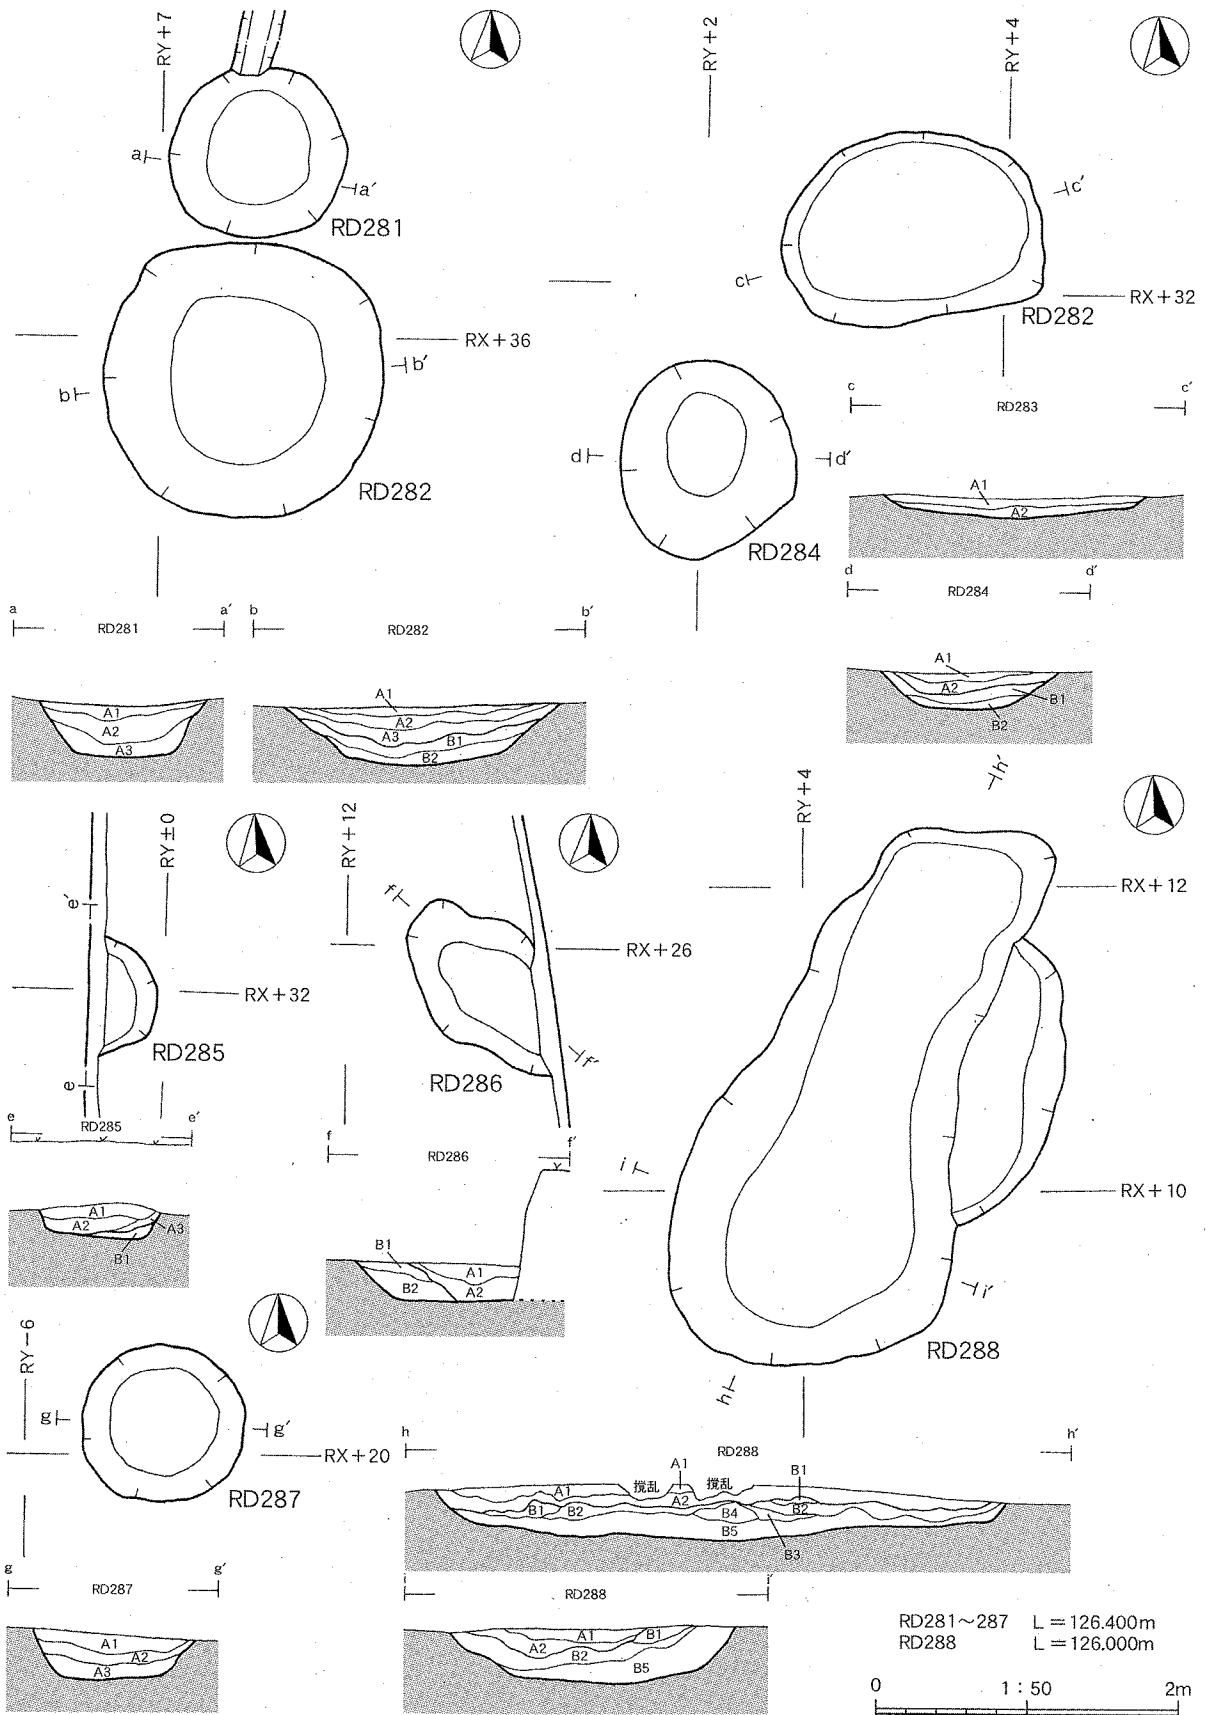 RY+7
a
a'
RD281
RX+36
b
b'
RD282
RY+2
RY+4
c
c'
RX+32
RD282
d
d'
RD284
c
c'
RD283
A1
A2
d
d'
RD284
A1
A2
B1
B2
a
a'
RD281
A1
A2
A3
b
b'
RD282
A1
A2
A3
B1
B2
RY±0
e'
RX+32
RD285
e
e
e'
RD285
A1
A2
A3
B1
RY+12
f
RX+26
f'
RD286
f
f'
RD286
B1
B2
A1
A2
RY+4
h'
RX+12
i
RX+10
i'
RD288
h
RY-6
g
g'
RX+20
RD287
g
g'
RD287
A1
A2
A3
h
h'
RD288
A1
撹乱
A1
撹乱
B1
A2
B1
B2
B4
B2
B5
B3
i
i'
RD288
A1
B1
A2
B2
B5
RD281~287 L=126.400m
RD288 L=126.000m
0 1:50 2m